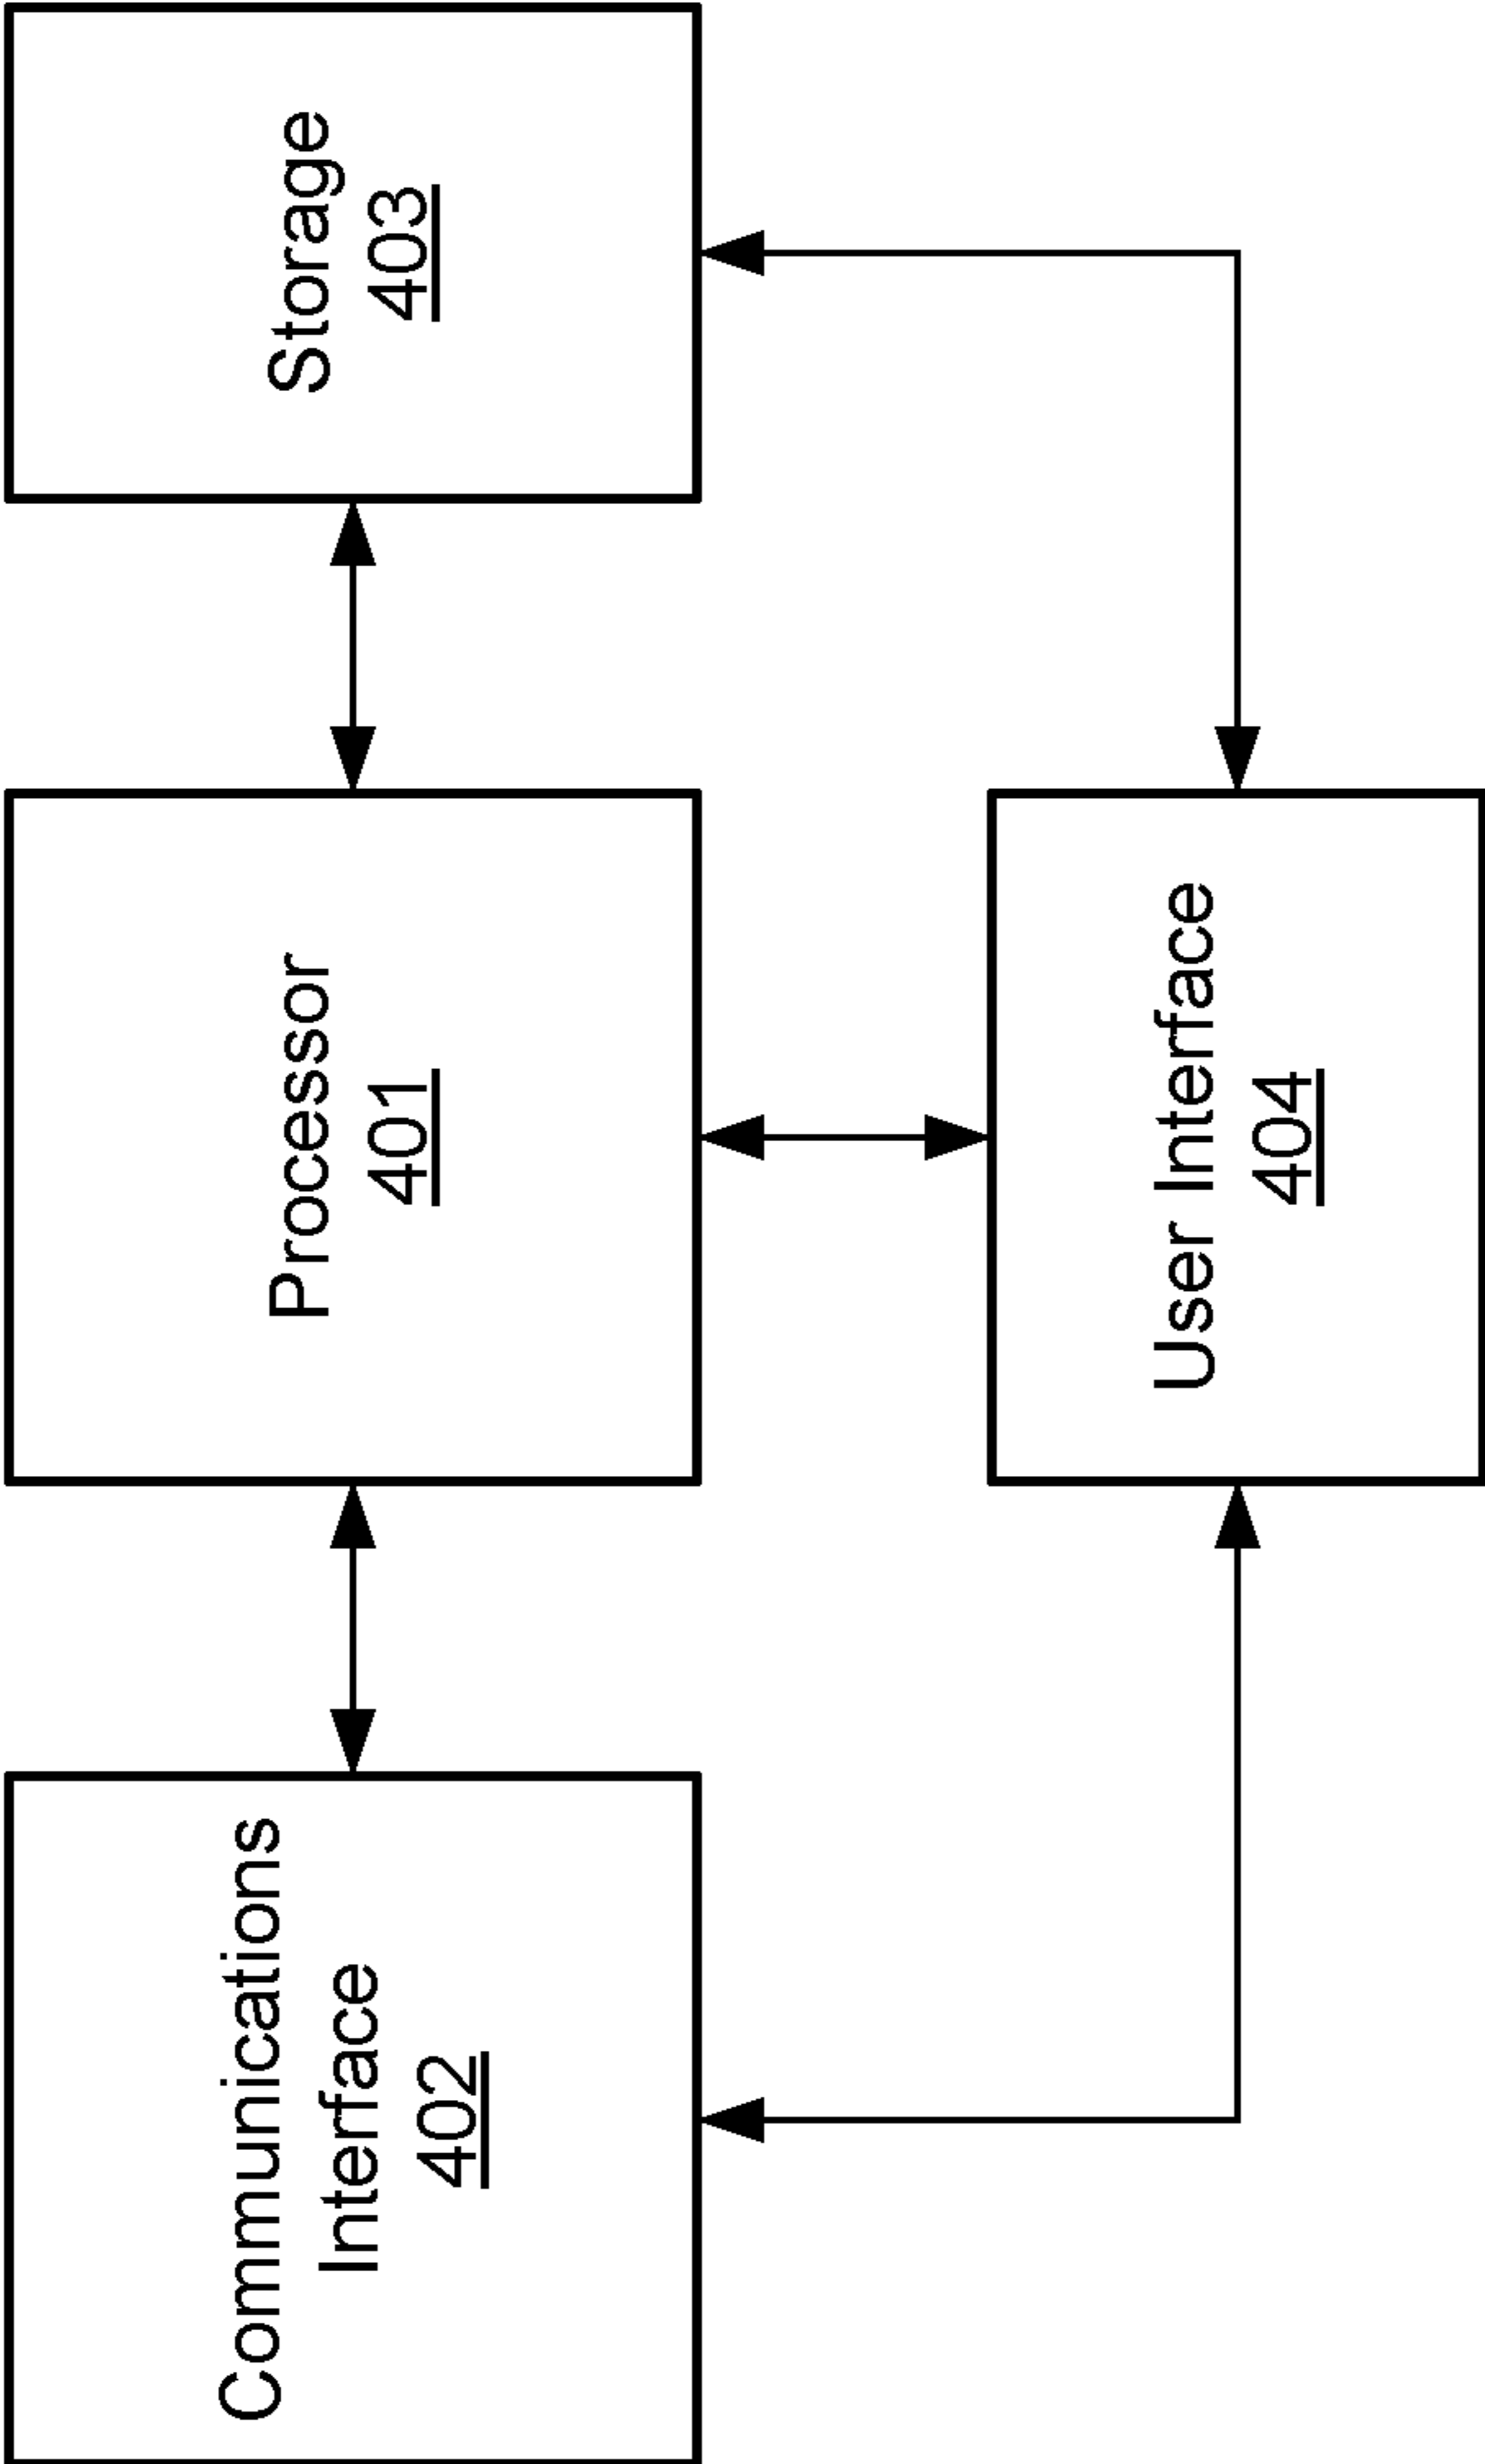 Communications
Interface
402
Processor
401
Storage
403
User Interface
404